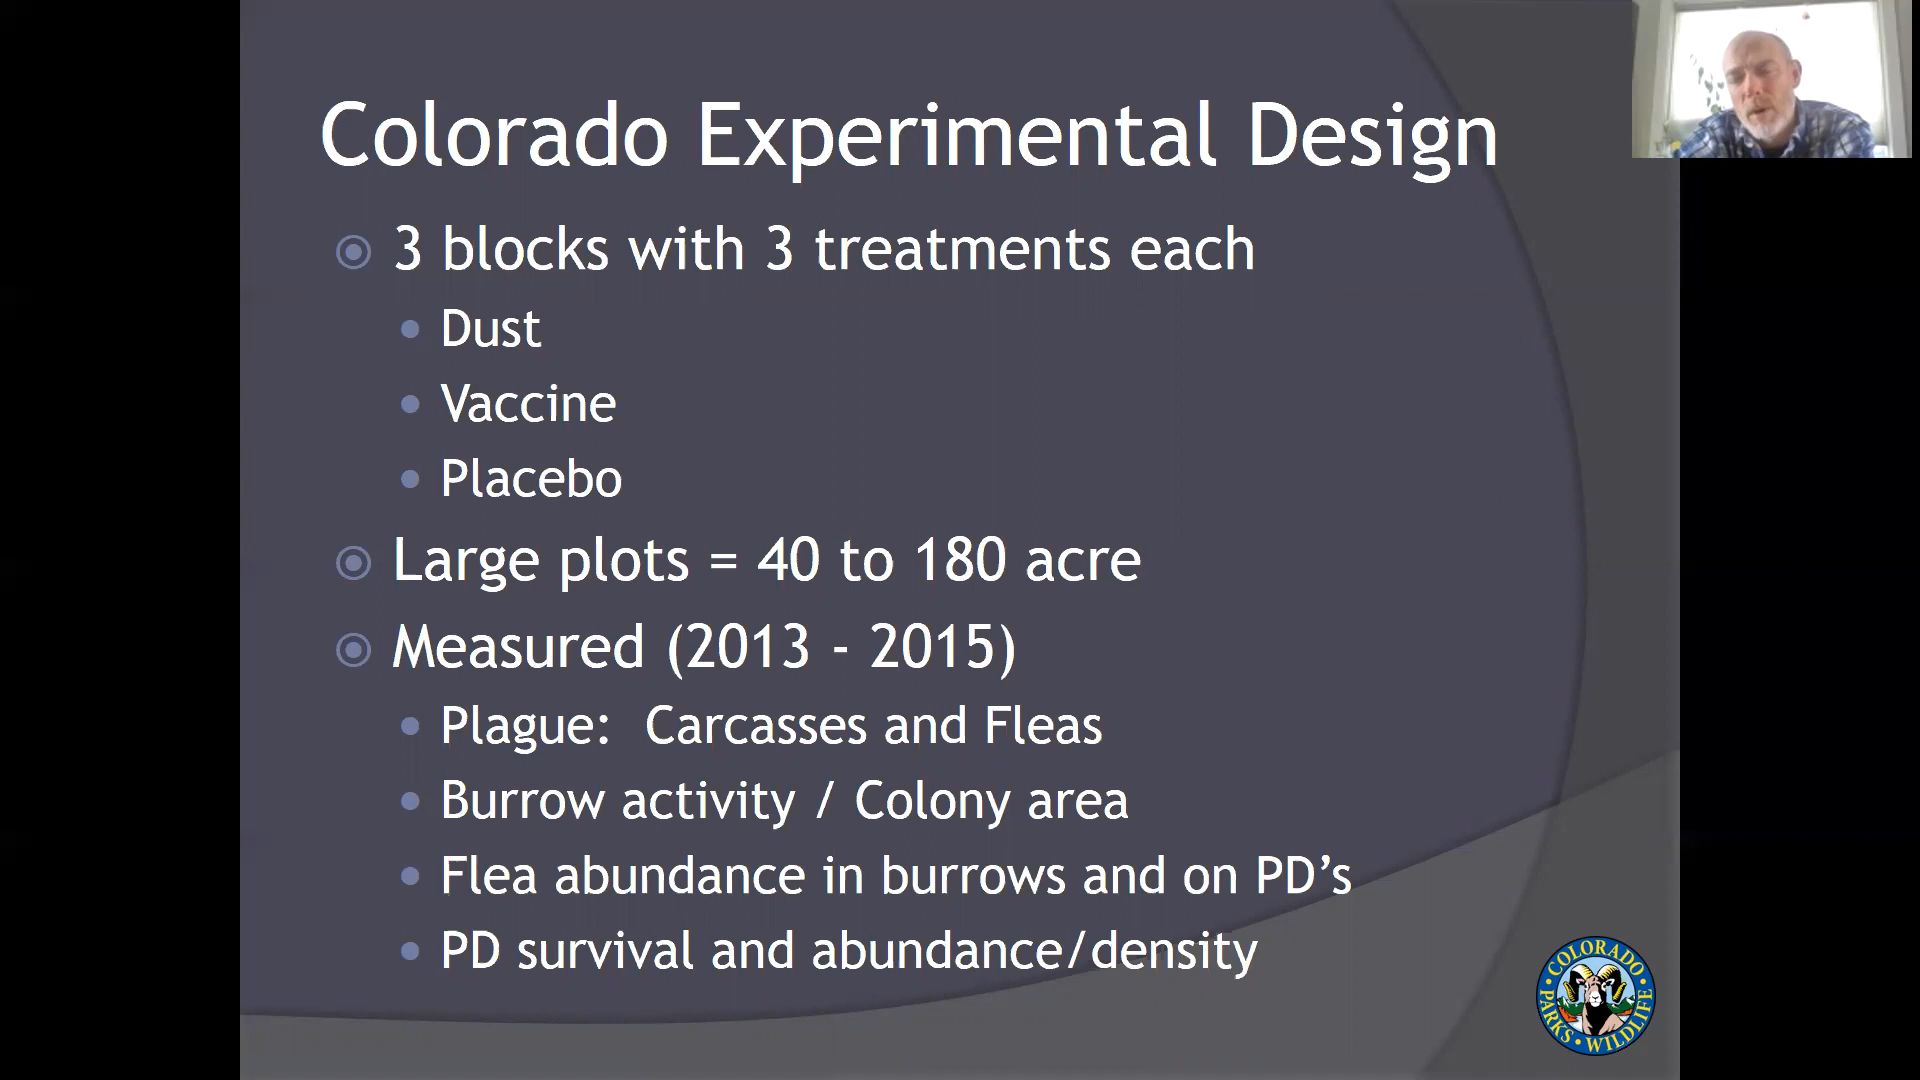 Colorado Experimental Design
3 blocks with 3 treatments each
Dust
Vaccine
Placebo
Large plots = 40 to 180 acre
Measured (2013 - 2015)
Plague:  Carcasses and Fleas
Burrow activity / Colony area
Flea abundance in burrows and on PD’s
PD survival and abundance/density
COLORADO
PARKS • WILDLIFE